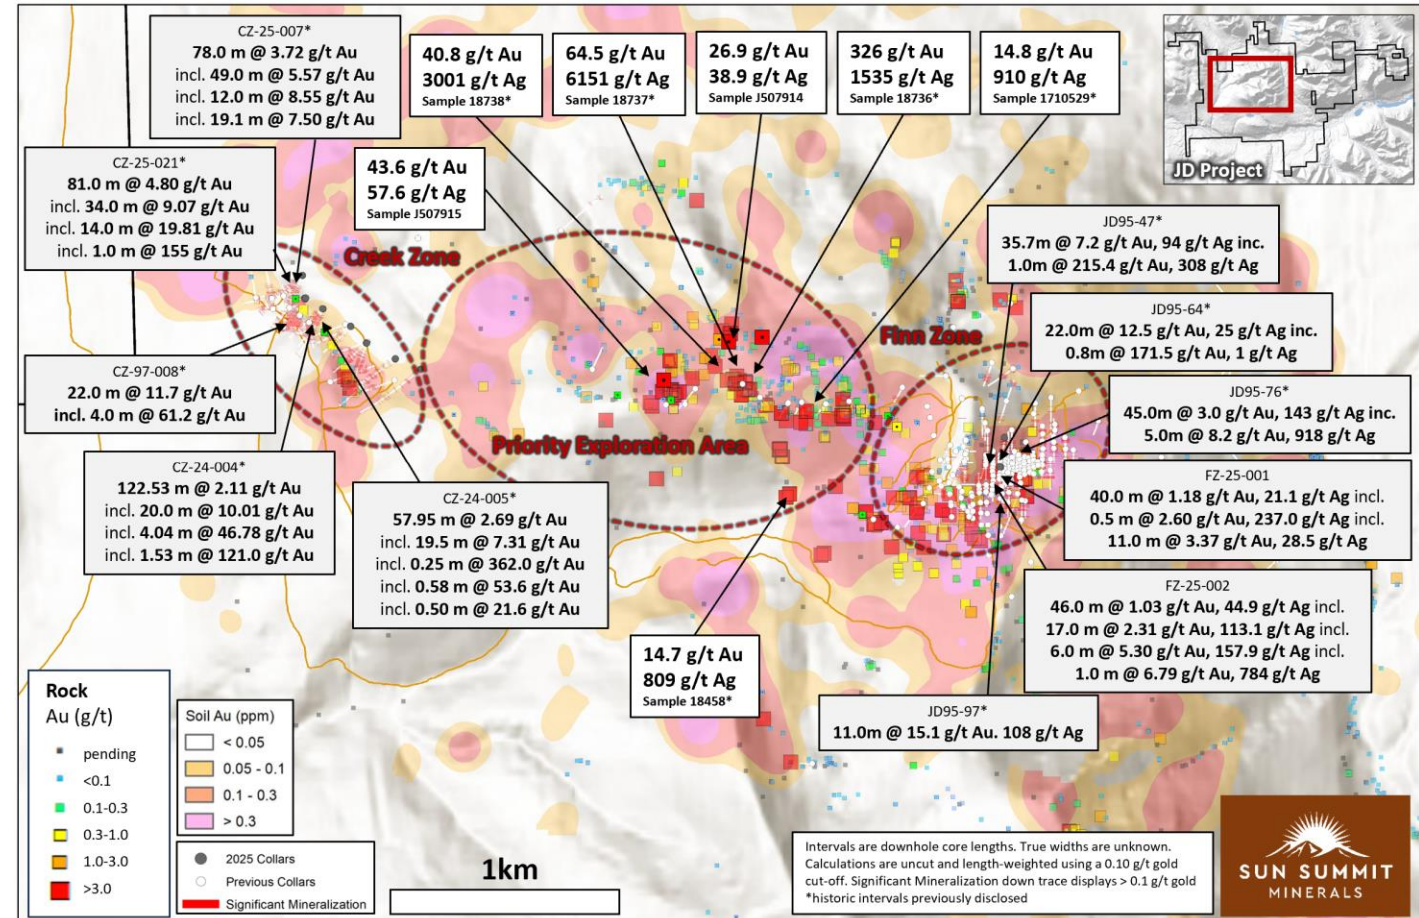 CZ-25-007*
78.0 m @ 3.72 g/t Au
incl. 49.0 m @ 5.57 g/t Au
incl. 12.0 m @ 8.55 g/t Au
incl. 19.1 m @ 7.50 g/t Au
40.8 g/t Au
3001 g/t Ag
Sample 18738*
64.5 g/t Au
6151 g/t Ag
Sample 18737*
26.9 g/t Au
38.9 g/t Ag
Sample J507914
326 g/t Au
1535 g/t Ag
Sample 18736*
14.8 g/t Au
910 g/t Ag
Sample 1710529*
JD Project
CZ-25-021*
81.0 m @ 4.80 g/t Au
incl. 34.0 m @ 9.07 g/t Au
incl. 14.0 m @ 19.81 g/t Au
incl. 1.0 m @ 155 g/t Au
43.6 g/t Au
57.6 g/t Ag
Sample J507915
JD95-47*
35.7m @ 7.2 g/t Au, 94 g/t Ag inc.
1.0m @ 215.4 g/t Au, 308 g/t Ag
Creek Zone
Finn Zone
Priority Exploration Area
JD95-64*
22.0m @ 12.5 g/t Au, 25 g/t Ag inc.
0.8m @ 171.5 g/t Au, 1 g/t Ag
CZ-97-008*
22.0 m @ 11.7 g/t Au
incl. 4.0 m @ 61.2 g/t Au
JD95-76*
45.0m @ 3.0 g/t Au, 143 g/t Ag inc.
5.0m @ 8.2 g/t Au, 918 g/t Ag
CZ-24-004*
122.53 m @ 2.11 g/t Au
incl. 20.0 m @ 10.01 g/t Au
incl. 4.04 m @ 46.78 g/t Au
incl. 1.53 m @ 121.0 g/t Au
CZ-24-005*
57.95 m @ 2.69 g/t Au
incl. 19.5 m @ 7.31 g/t Au
incl. 0.25 m @ 362.0 g/t Au
incl. 0.58 m @ 53.6 g/t Au
incl. 0.50 m @ 21.6 g/t Au
FZ-25-001
40.0 m @ 1.18 g/t Au, 21.1 g/t Ag incl.
0.5 m @ 2.60 g/t Au, 237.0 g/t Ag incl.
11.0 m @ 3.37 g/t Au, 28.5 g/t Ag
FZ-25-002
46.0 m @ 1.03 g/t Au, 44.9 g/t Ag incl.
17.0 m @ 2.31 g/t Au, 113.1 g/t Ag incl.
6.0 m @ 5.30 g/t Au, 157.9 g/t Ag incl.
1.0 m @ 6.79 g/t Au, 784 g/t Ag
14.7 g/t Au
809 g/t Ag
Sample 18458*
JD95-97*
11.0m @ 15.1 g/t Au. 108 g/t Ag
Rock
Au (g/t)
pending
<0.1
0.1-0.3
0.3-1.0
1.0-3.0
>3.0
Soil Au (ppm)
< 0.05
0.05 - 0.1
0.1 - 0.3
> 0.3
2025 Collars
Previous Collars
Significant Mineralization
1km
Intervals are downhole core lengths. True widths are unknown.
Calculations are uncut and length-weighted using a 0.10 g/t gold
cut-off. Significant Mineralization down trace displays > 0.1 g/t gold
*historic intervals previously disclosed
SUN SUMMIT
MINERALS